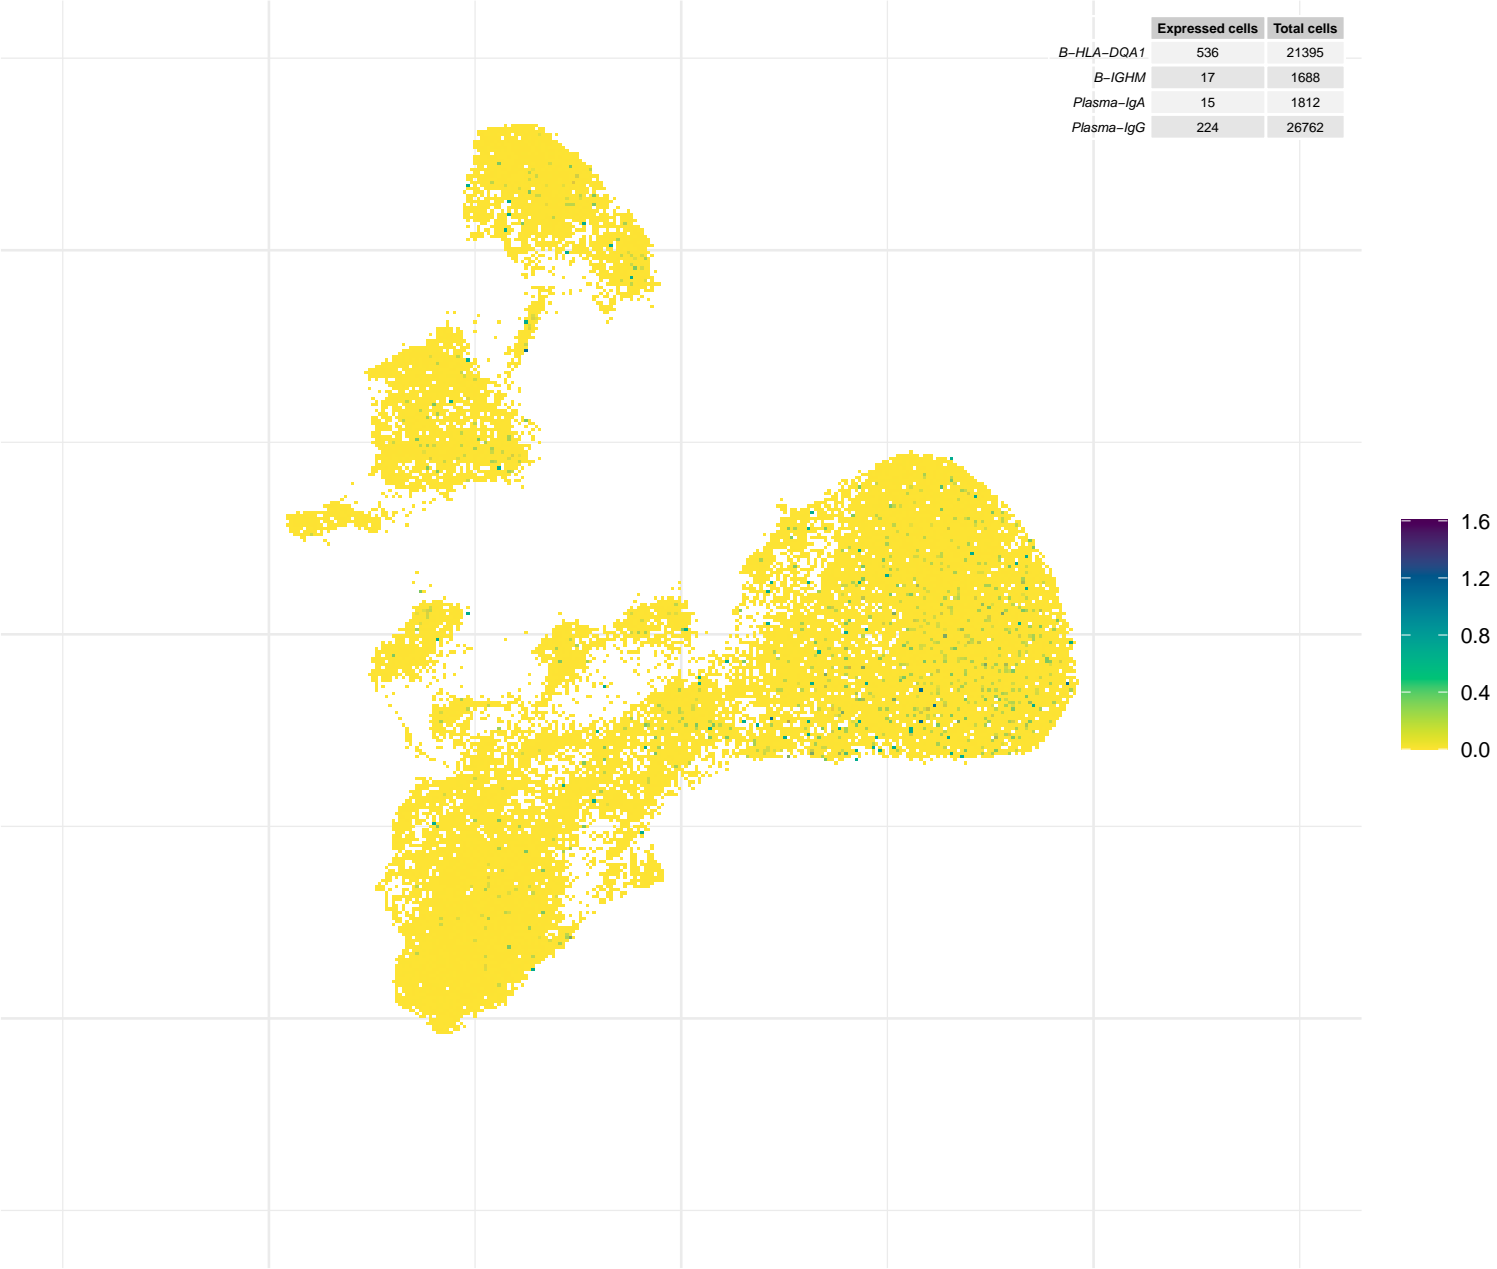 Expressed cells Total cells
B−HLA−DQA1 536 21395
B−IGHM 17 1688
Plasma−IgA 15 1812
Plasma−IgG 224 26762
1.6
1.2
0.8
0.4
0.0